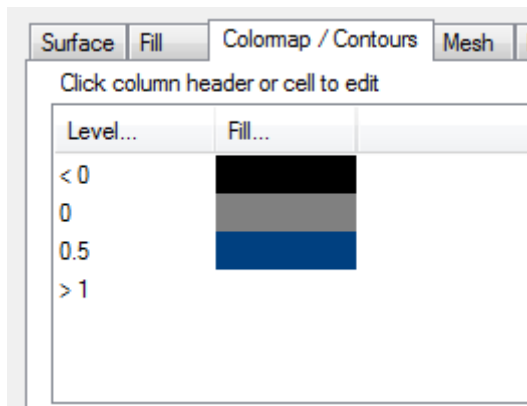 Surface Fill Colormap / Contours Mesh
Click column header or cell to edit
Level... Fill...
< 0
0
0.5
> 1